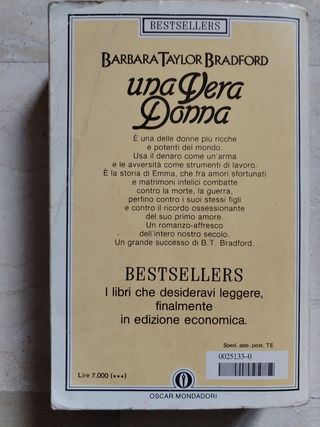 BESTSELLERS
BARBARA TAYLOR BRADFORD
una Vera
Donna
È una delle donne più ricche
e potenti del mondo.
Usa il denaro come un'arma
e le avversità come strumenti di lavoro.
È la storia di Emma, che fra amori sfortunati
e matrimoni infelici combatte
contro la morte, la guerra,
perfino contro i suoi stessi figli
e contro il ricordo ossessionante
del suo primo amore.
Un romanzo-affresco
dell'intero nostro secolo.
Un grande successo di B.T. Bradford.
BESTSELLERS
I libri che desideravi leggere,
finalmente
in edizione economica.
Sped. abb. post. TE
0025133-0
Lire 7.000 (•••)
OSCAR MONDADORI